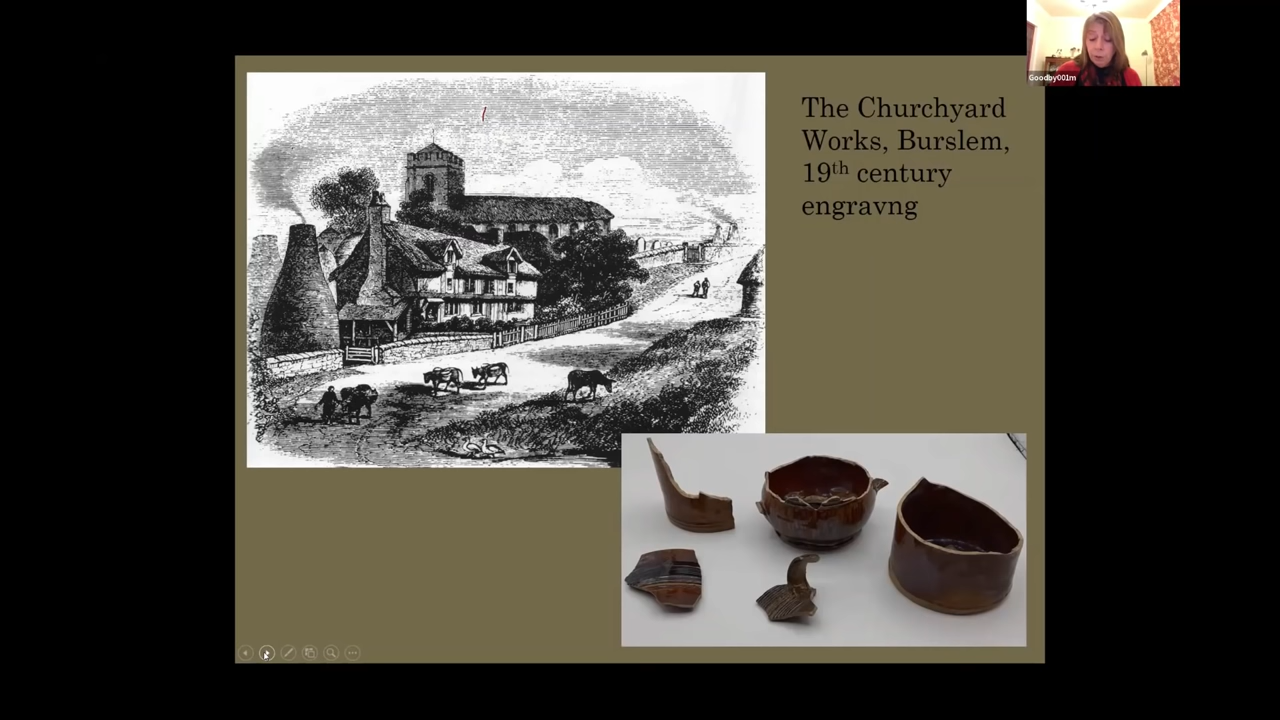 Goodby001m
The Churchyard
Works, Burslem,
19th century
engravng